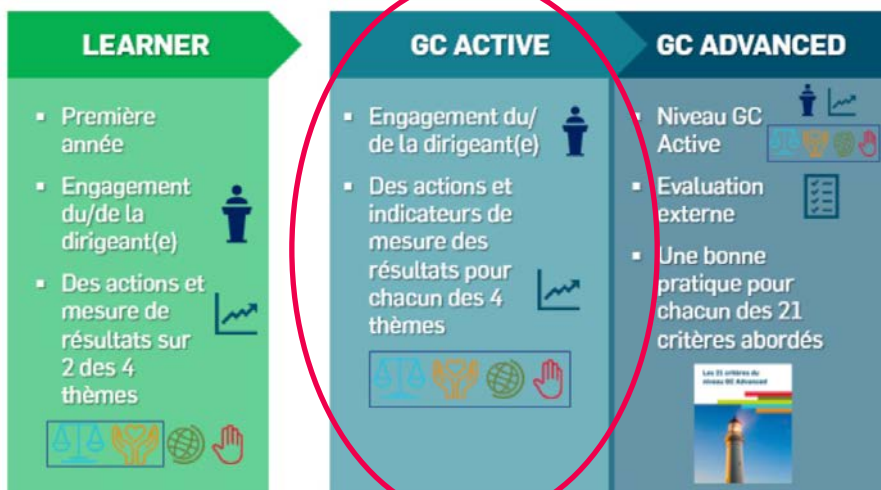 LEARNER
Première
année
Engagement
du/de la
dirigeant(e)
Des actions et
mesure de
résultats sur
2 des 4
thèmes
GC ACTIVE
Engagement du/
de la dirigeant(e)
Des actions et
indicateurs de
mesure des
résultats pour
chacun des 4
thèmes
GC ADVANCED
Niveau GC
Active
Evaluation
externe
Une bonne
pratique pour
chacun des 21
critères abordés
Les 21 critères du
niveau GC Advanced